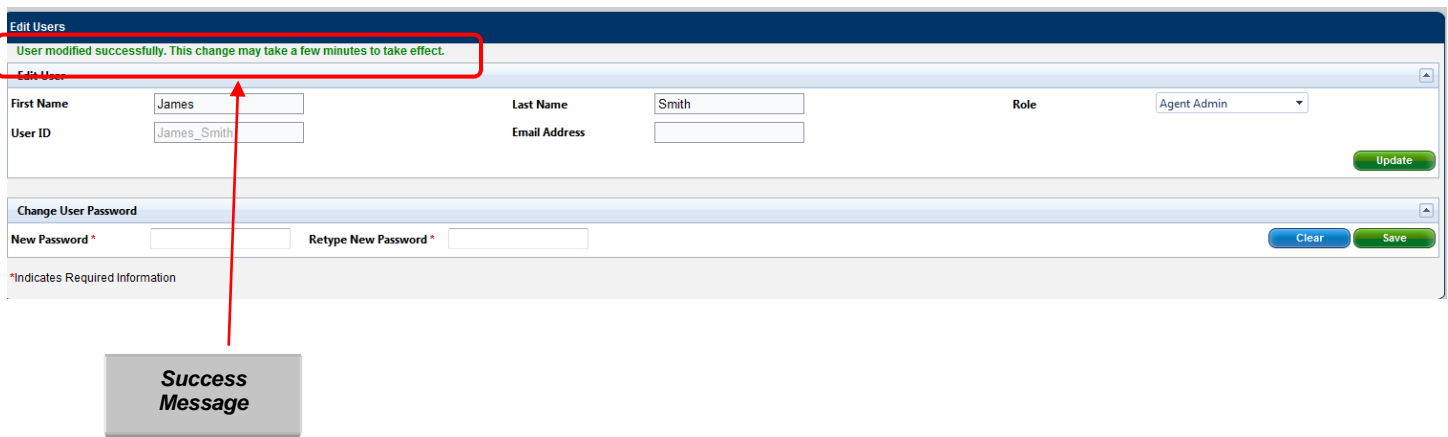 Edit Users
User modified successfully. This change may take a few minutes to take effect.
Edit User
First Name James Last Name Smith Role Agent Admin
User ID James_Smith Email Address
Update
Change User Password
New Password * Retype New Password * Clear Save
*Indicates Required Information
Success
Message